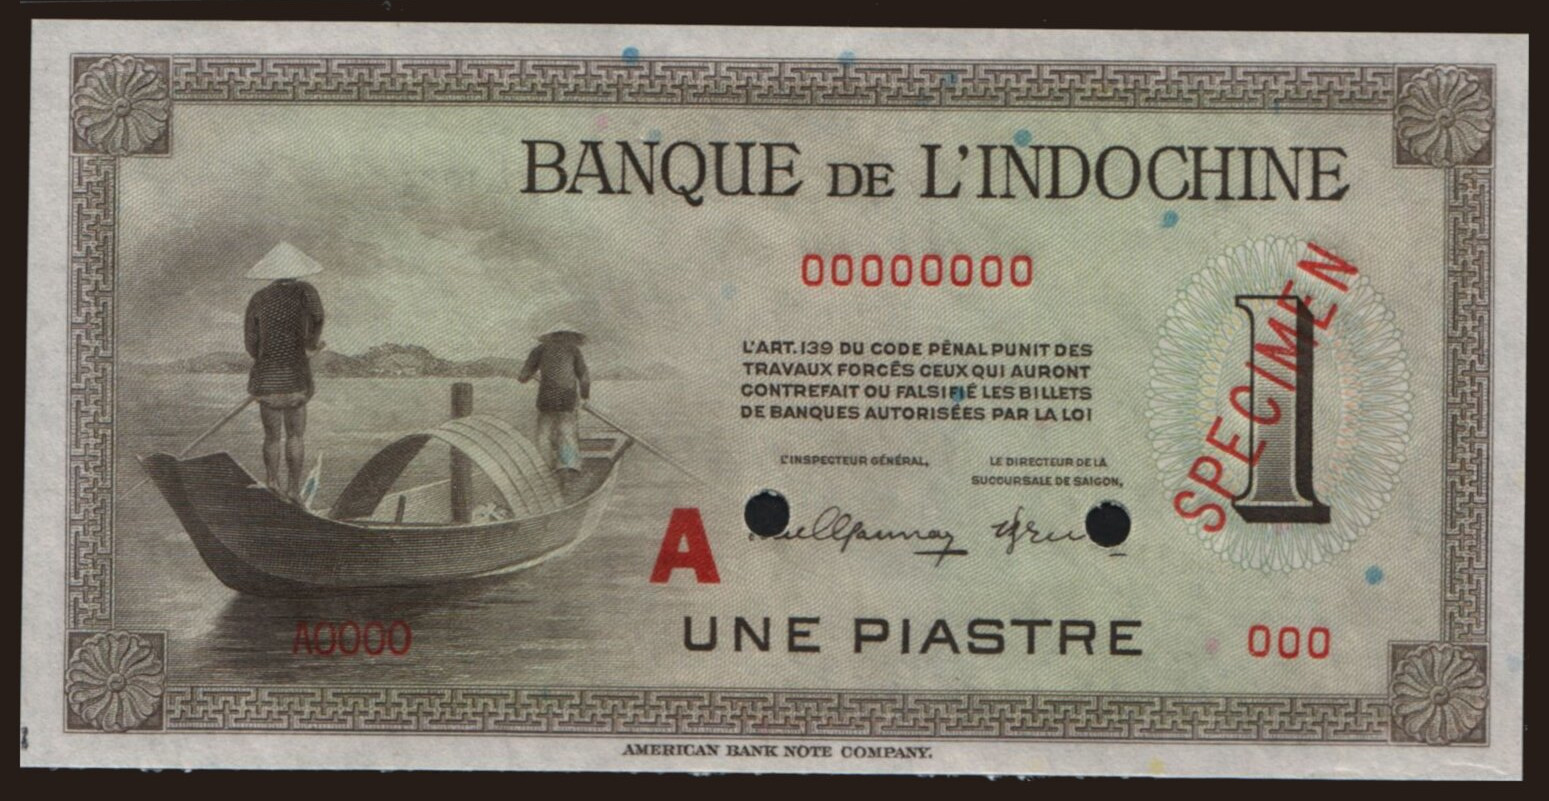 BANQUE DE L'INDOCHINE
00000000
L'ART.139 DU CODE PÊNAL PUNIT DES
TRAVAUX FORCÊS CEUX QUI AURONT
CONTREFAIT OU FALSIFIÉ LES BILLETS
DE BANQUES AUTORISÉES PAR LA LOI
L'INSPECTEUR GÉNÉRAL,
LE DIRECTEUR DE LA
SUCCURSALE DE SAIGON,
1
SPECIMEN
A
A0000
UNE PIASTRE
000
AMERICAN BANK NOTE COMPANY.